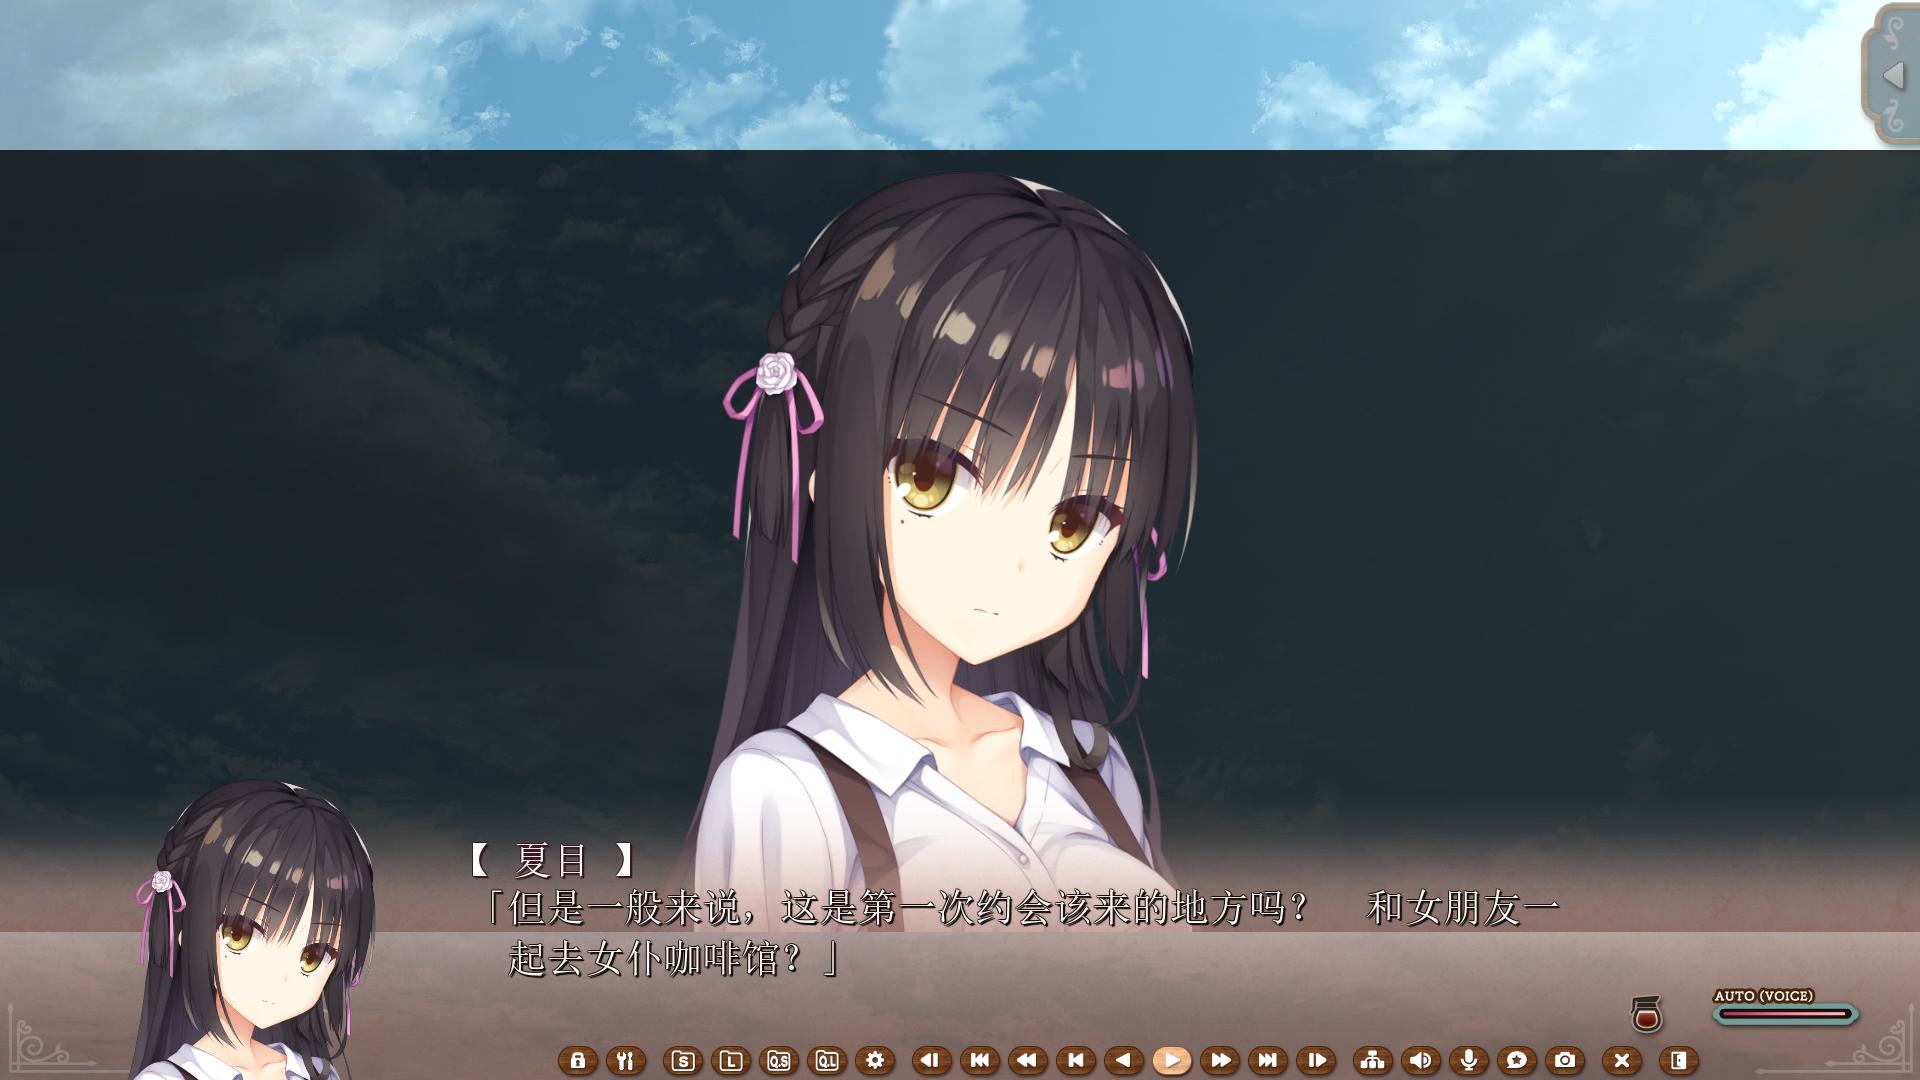 【 夏目 】
「但是一般来说，这是第一次约会该来的地方吗？　和女朋友一
起去女仆咖啡馆？」
AUTO (VOICE)
S L Q.S Q.L